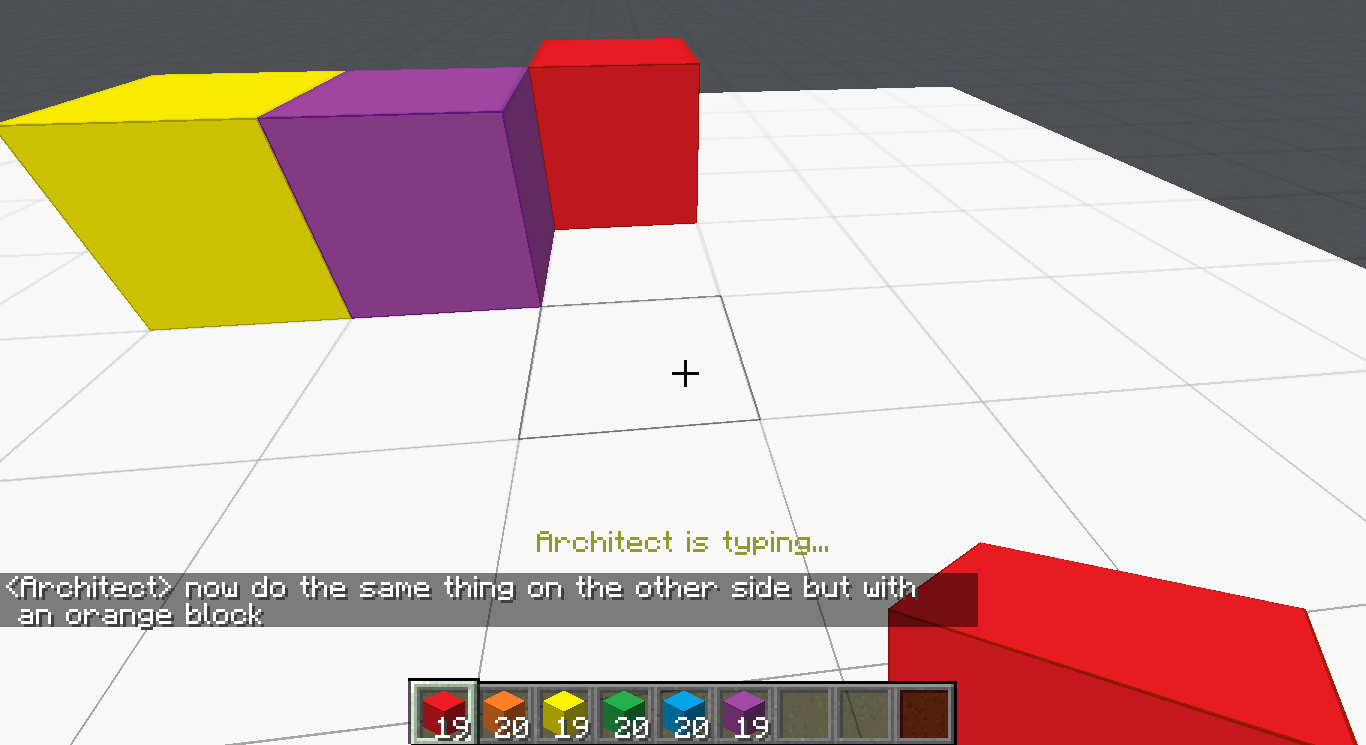 Architect is typing...
<Architect> now do the same thing on the other side but with
an orange block
19 20 19 20 20 19